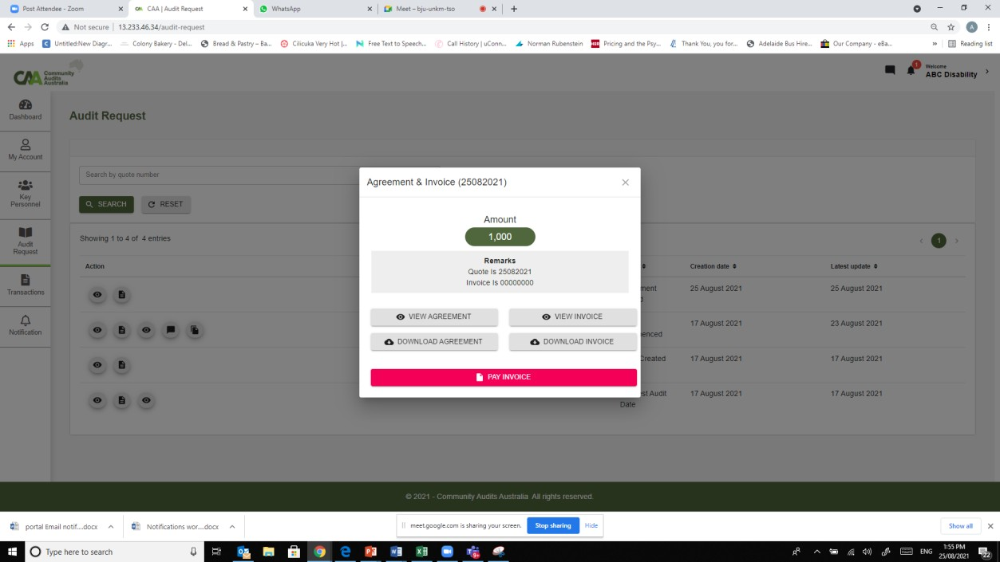 Post Attendee - Zoom
CAA | Audit Request
WhatsApp
Meet – bju-unkm-tso
Not secure | 13.233.46.34/audit-request
Apps
Untitled:New Diagr...
Colony Bakery - Del...
Bread & Pastry – Ba...
Cilicuka Very Hot |...
Free Text to Speech...
Call History | uConn...
Norman Rubenstein
Pricing and the Psy...
Thank You, you for...
Adelaide Bus Hire...
Our Company - eBa...
»
Reading list
CAA Community
Audits
Australia
1
Welcome
ABC Disability
Dashboard
My Account
Key
Personnel
Audit
Request
Transactions
Notification
Audit Request
Search by quote number
SEARCH
RESET
Showing 1 to 4 of 4 entries
1
Action
Creation date
Latest update
25 August 2021
25 August 2021
17 August 2021
23 August 2021
17 August 2021
17 August 2021
17 August 2021
17 August 2021
ment
enced
Created
st Audit
Date
Agreement & Invoice (25082021)
Amount
1,000
Remarks
Quote Is 25082021
Invoice Is 00000000
VIEW AGREEMENT
VIEW INVOICE
DOWNLOAD AGREEMENT
DOWNLOAD INVOICE
PAY INVOICE
© 2021 - Community Audits Australia All rights reserved.
portal Email notif....docx
Notifications wor....docx
meet.google.com is sharing your screen.
Stop sharing
Hide
Show all
Type here to search
ENG
1:55 PM
25/08/2021
22